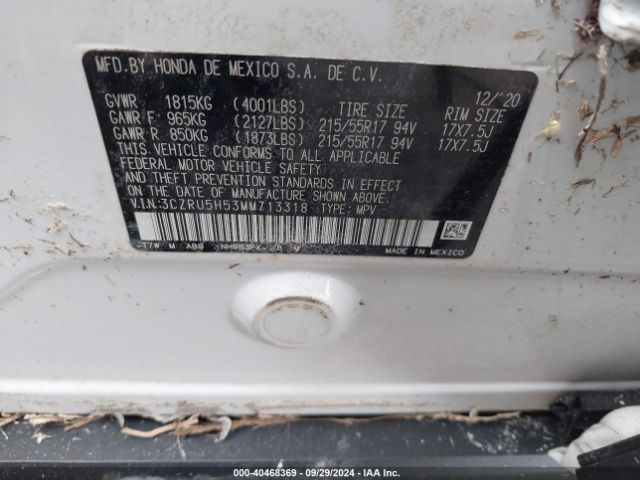 MFD.BY HONDA DE MEXICO S.A. DE C.V.
12/'20
GVWR 1815KG (4001LBS) TIRE SIZE RIM SIZE
GAWR F 965KG (2127LBS) 215/55R17 94V 17X7.5J
GAWR R 850KG (1873LBS) 215/55R17 94V 17X7.5J
THIS VEHICLE CONFORMS TO ALL APPLICABLE
FEDERAL MOTOR VEHICLE SAFETY
AND THEFT PREVENTION STANDARDS IN EFFECT
ON THE DATE OF MANUFACTURE SHOWN ABOVE.
V.I.N:3CZRU5H53MM713318 TYPE: MPV
T7W M ABS
MADE IN MEXICO
000-40468369 | 09/29/2024 | IAA, Inc.